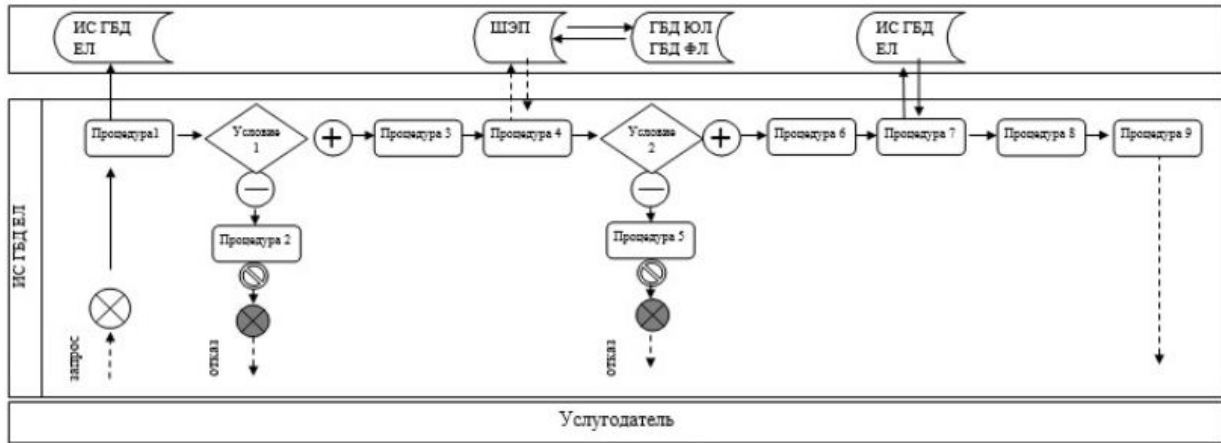 ИС ГБД
ЕЛ
ШЭП
ГБД ЮЛ
ГБД ФЛ
ИС ГБД
ЕЛ
Процедура1
Условие
1
Процедура 3
Процедура 4
Условие
2
Процедура 6
Процедура 7
Процедура 8
Процедура 9
Процедура 2
Процедура 5
ИС ГБД ЕЛ
запрос
отказ
отказ
Услугодатель